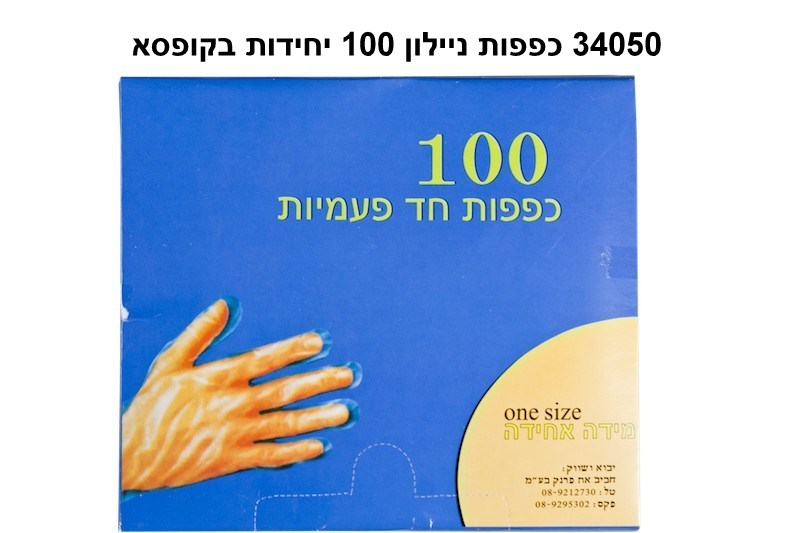 34050 כפפות ניילון 100 יחידות בקופסא
100
כפפות חד פעמיות
one size
מידה אחידה
יבוא ושיווק:
חביב את פרנק בע"מ
טל: 08-9212730
פקס: 08-9295302